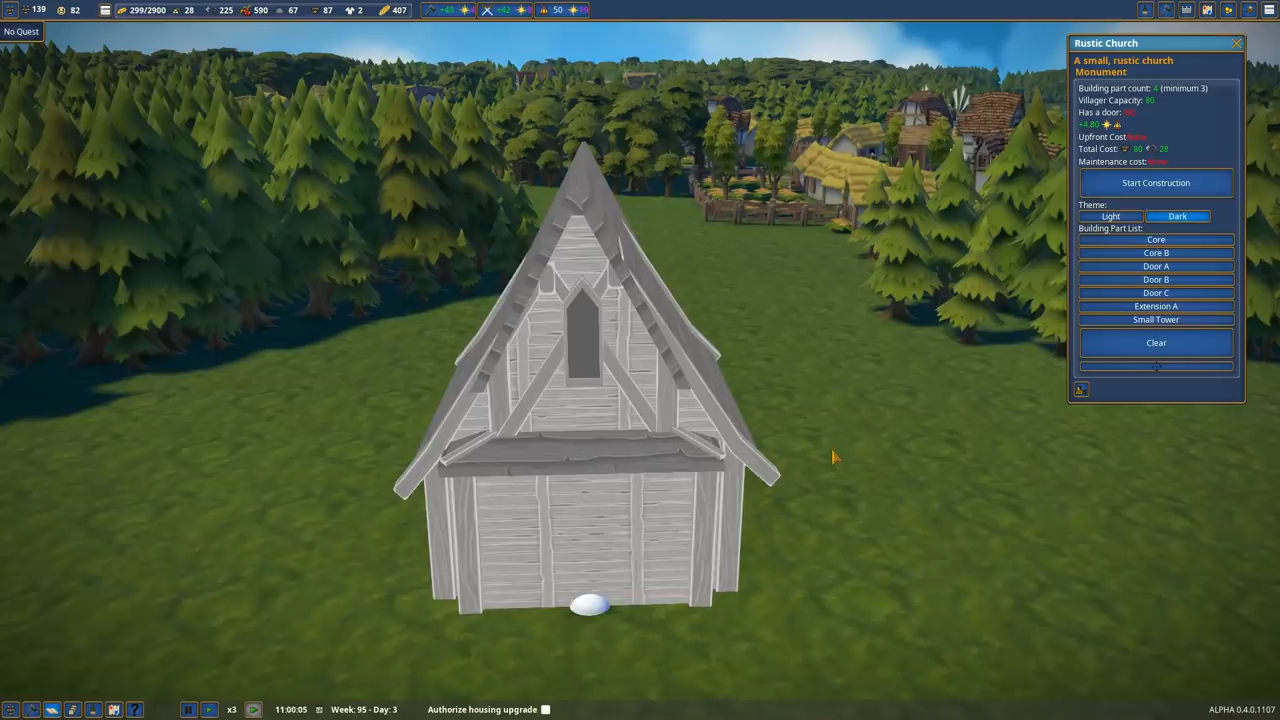 139 82 299/2900 28 225 590 67 87 2 407 +40 +42 50
No Quest
Rustic Church
A small, rustic church
Monument
Building part count: 4 (minimum 3)
Villager Capacity: 80
Has a door: No
+4.80
Upfront Cost: None
Total Cost: 80 28
Maintenance cost: None
Start Construction
Theme:
Light Dark
Building Part List:
Core
Core B
Door A
Door B
Door C
Extension A
Small Tower
Clear
x3 11:00:05 Week: 95 - Day: 3 Authorize housing upgrade ALPHA 0.4.0.1107